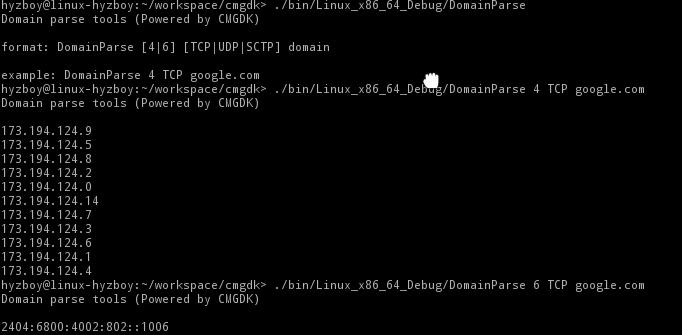 hyzboy@linux-hyzboy:~/workspace/cmgdk> ./bin/Linux_x86_64_Debug/DomainParse
Domain parse tools (Powered by CMGDK)
format: DomainParse [4|6] [TCP|UDP|SCTP] domain
example: DomainParse 4 TCP google.com
hyzboy@linux-hyzboy:~/workspace/cmgdk> ./bin/Linux_x86_64_Debug/DomainParse 4 TCP google.com
Domain parse tools (Powered by CMGDK)
173.194.124.9
173.194.124.5
173.194.124.8
173.194.124.2
173.194.124.0
173.194.124.14
173.194.124.7
173.194.124.3
173.194.124.6
173.194.124.1
173.194.124.4
hyzboy@linux-hyzboy:~/workspace/cmgdk> ./bin/Linux_x86_64_Debug/DomainParse 6 TCP google.com
Domain parse tools (Powered by CMGDK)
2404:6800:4002:802::1006